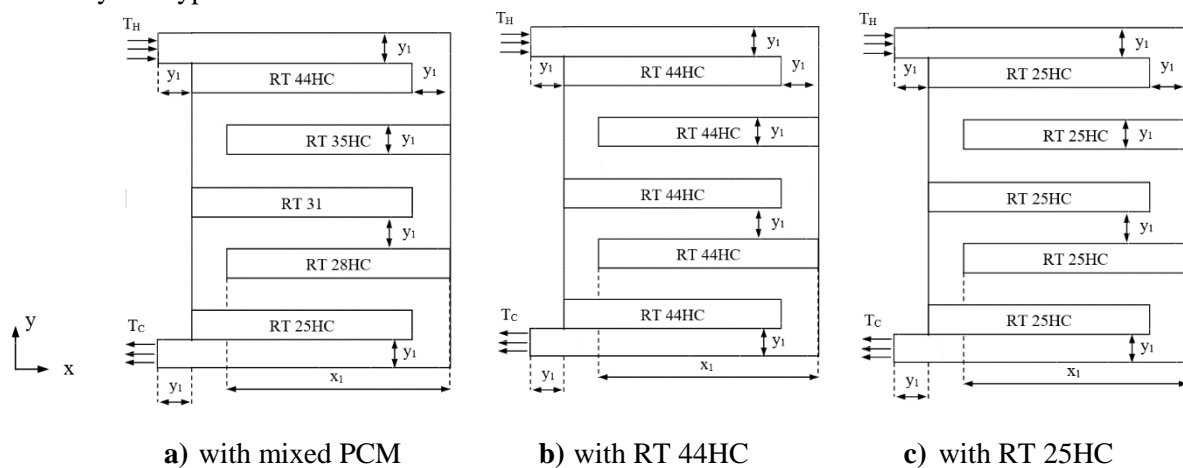 T_H
y₁
y₁
RT 44HC
y₁
RT 35HC
y₁
RT 31
y₁
RT 28HC
RT 25HC
T_C
y₁
y₁
x₁
y
x
T_H
y₁
y₁
RT 44HC
y₁
RT 44HC
y₁
RT 44HC
y₁
RT 44HC
RT 44HC
T_C
y₁
y₁
x₁
T_H
y₁
y₁
RT 25HC
y₁
RT 25HC
y₁
RT 25HC
y₁
RT 25HC
RT 25HC
T_C
y₁
y₁
x₁
a) with mixed PCM
b) with RT 44HC
c) with RT 25HC